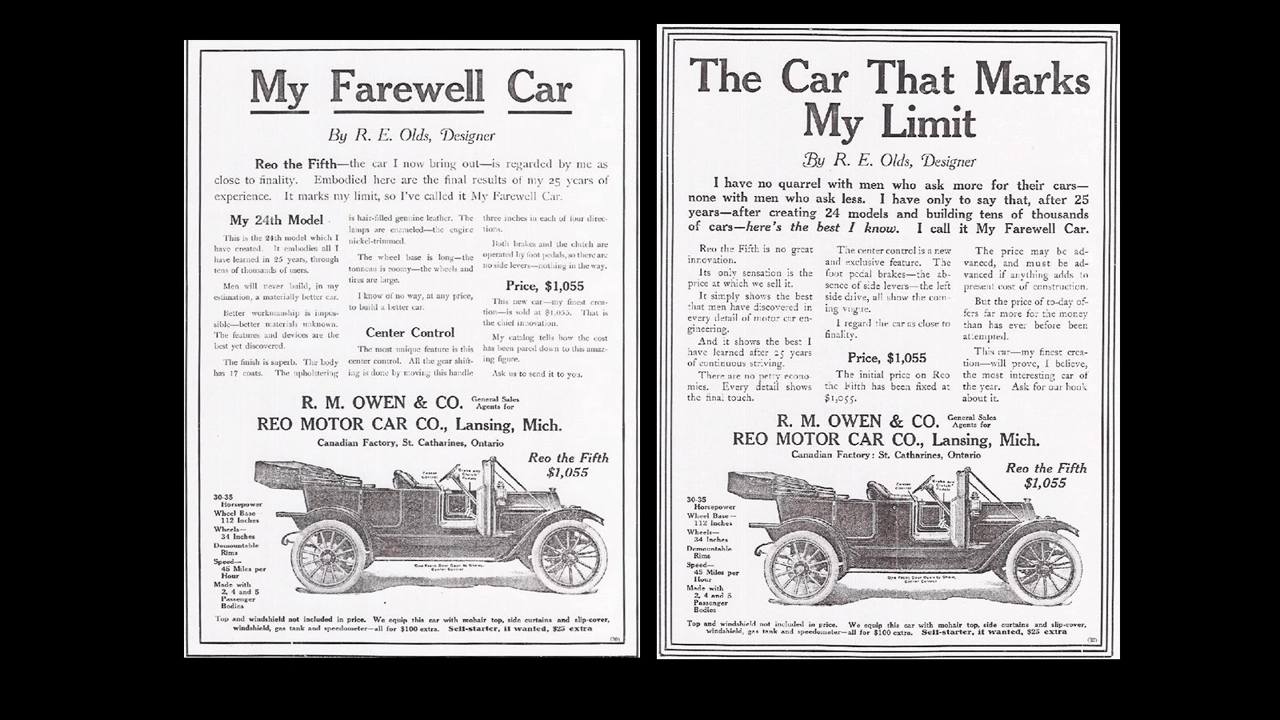 My Farewell Car
By R. E. Olds, Designer
Reo the Fifth—the car I now bring out—is regarded by me as
close to finality. Embodied here are the final results of my 25 years of
experience. It marks my limit, so I've called it My Farewell Car.
My 24th Model
This is the 24th model which I
have created. It embodies all I
have learned in 25 years, through
tens of thousands of users.
Men will never build, in my
estimation, a materially better car.
Better workmanship is impos-
sible—better materials unknown.
The features and devices are the
best yet discovered.
The finish is superb. The body
has 17 coats. The upholstering
is hair-filled genuine leather. The
lamps are enameled—the engine
nickel-trimmed.
The wheel base is long—the
tonneau is roomy—the wheels and
tires are large.
I know of no way, at any price,
to build a better car.
Center Control
The most unique feature is this
center control. All the gear shift-
ing is done by moving this handle
three inches in each of four direc-
tions.
Both brakes and the clutch are
operated by foot pedals, so there are
no side levers—nothing in the way.
Price, $1,055
This new car—my finest crea-
tion—is sold at $1,055. That is
the chief innovation.
My catalog tells how the cost
has been pared down to this amaz-
ing figure.
Ask us to send it to you.
R. M. OWEN & CO. General Sales Agents for
REO MOTOR CAR CO., Lansing, Mich.
Canadian Factory, St. Catharines, Ontario
Reo the Fifth
$1,055
30-35
Horsepower
Wheel Base—
112 Inches
Wheels—
34 Inches
Demountable
Rims
Speed—
45 Miles per
Hour
Made with
2, 4 and 5
Passenger
Bodies
Center
Control
Brake and
Clutch
Pedals
One Front Door Open to Show,
Center Control
Top and windshield not included in price. We equip this car with mohair top, side curtains and slip-cover,
windshield, gas tank and speedometer—all for $100 extra. Self-starter, if wanted, $25 extra
The Car That Marks
My Limit
By R. E. Olds, Designer
I have no quarrel with men who ask more for their cars—
none with men who ask less. I have only to say that, after 25
years—after creating 24 models and building tens of thousands
of cars—here's the best I know. I call it My Farewell Car.
Reo the Fifth is no great
innovation.
Its only sensation is the
price at which we sell it.
It simply shows the best
that men have discovered in
every detail of motor car en-
gineering.
And it shows the best I
have learned after 25 years
of continuous striving.
There are no petty econo-
mies. Every detail shows
the final touch.
The center control is a new
and exclusive feature. The
foot pedal brakes—the ab-
sence of side levers—the left
side drive, all show the com-
ing vogue.
I regard the car as close to
finality.
Price, $1,055
The initial price on Reo
the Fifth has been fixed at
$1,055.
The price may be ad-
vanced, and must be ad-
vanced if anything adds to
present cost of construction.
But the price of to-day of-
fers far more for the money
than has ever before been
attempted.
This car—my finest crea-
tion—will prove, I believe,
the most interesting car of
the year. Ask for our book
about it.
R. M. OWEN & CO. General Sales Agents for
REO MOTOR CAR CO., Lansing, Mich.
Canadian Factory: St. Catharines, Ontario
Reo the Fifth
$1,055
30-35
Horsepower
Wheel Base—
112 Inches
Wheels—
34 Inches
Demountable
Rims
Speed—
45 Miles per
Hour
Made with
2, 4 and 5
Passenger
Bodies
Center
Control
Brake and
Clutch
Pedals
One Front Door Open to Show,
Center Control
Top and windshield not included in price. We equip this car with mohair top, side curtains and slip-cover,
windshield, gas tank and speedometer—all for $100 extra. Self-starter, if wanted, $25 extra